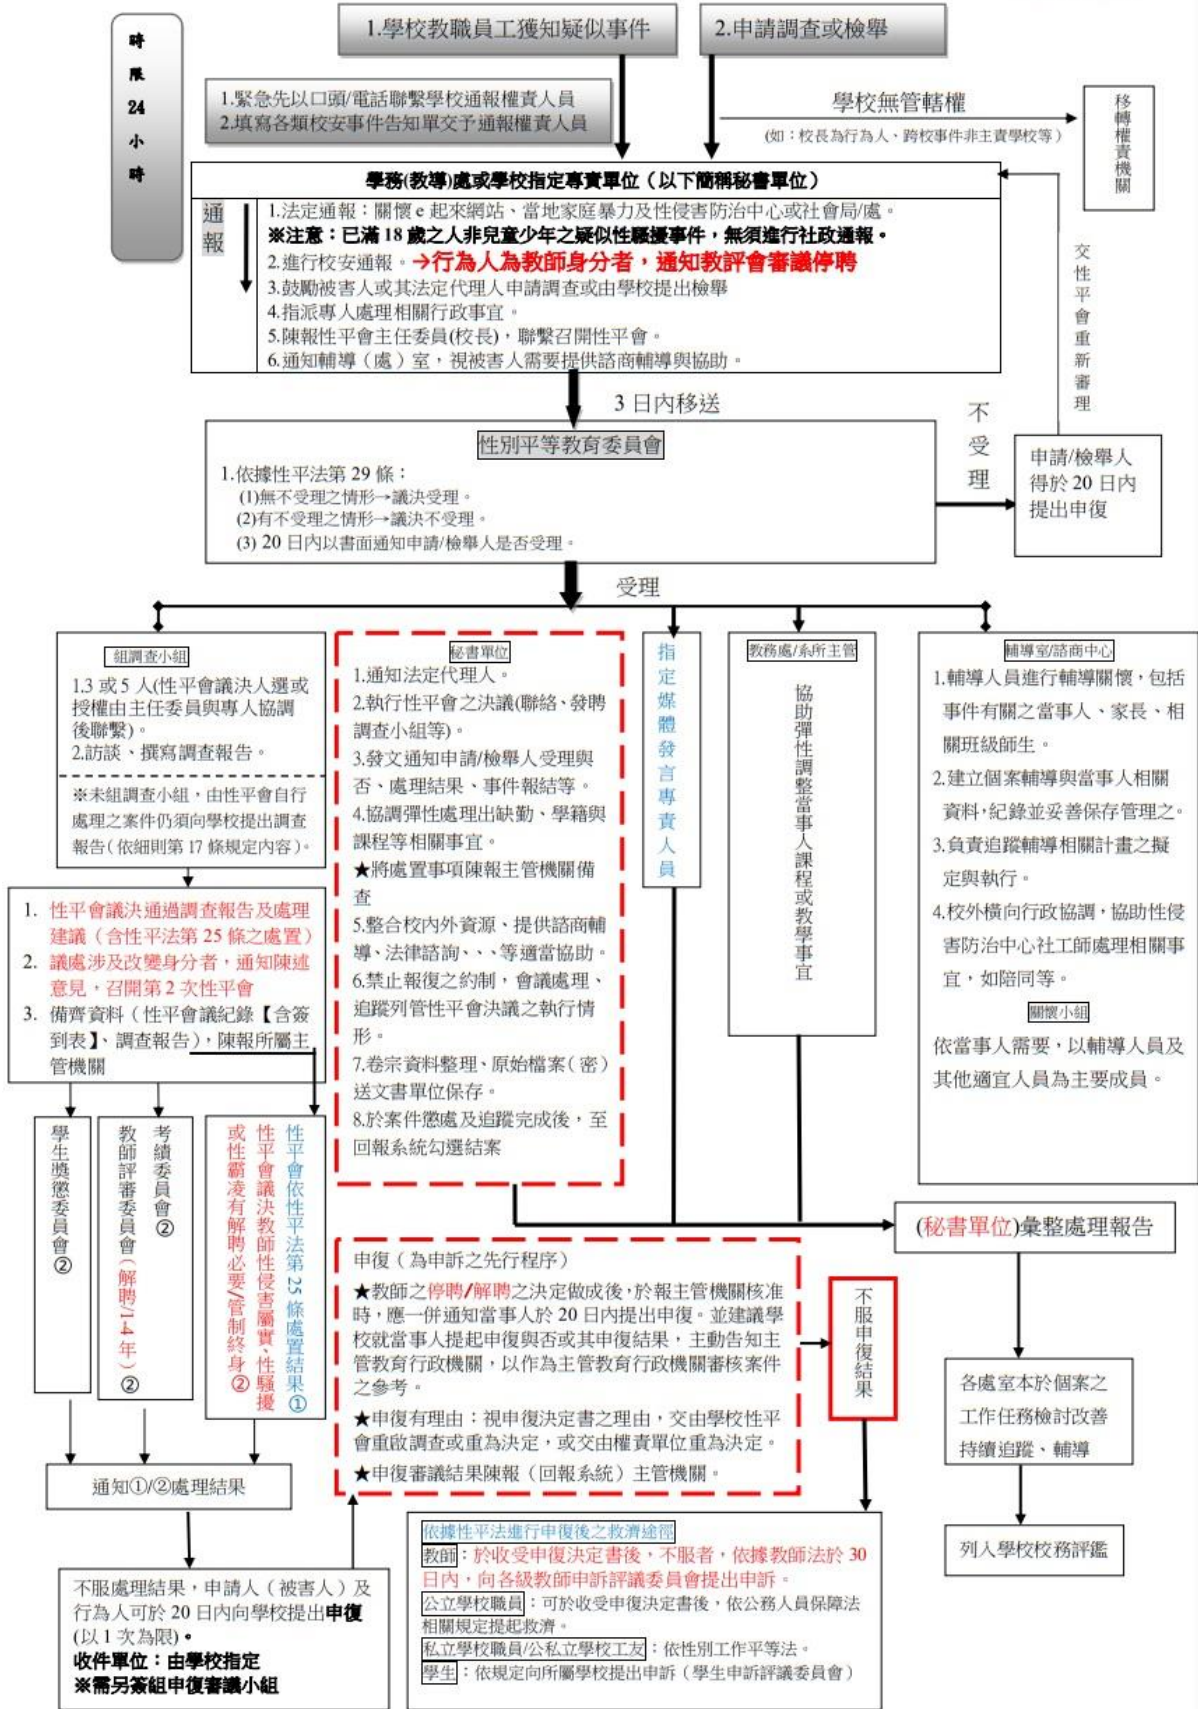 時
限
24
小
時
1.學校教職員工獲知疑似事件
2.申請調查或檢舉
1.緊急先以口頭/電話聯繫學校通報權責人員
2.填寫各類校安事件告知單交予通報權責人員
學校無管轄權
(如：校長為行為人、跨校事件非主責學校等)
移轉權責機關
學務(教導)處或學校指定專責單位（以下簡稱秘書單位）
通報
1.法定通報：關懷 e 起來網站、當地家庭暴力及性侵害防治中心或社會局/處。
※注意：已滿 18 歲之人非兒童少年之疑似性騷擾事件，無須進行社政通報。
2.進行校安通報。→行為人為教師身分者，通知教評會審議停聘
3.鼓勵被害人或其法定代理人申請調查或由學校提出檢舉
4.指派專人處理相關行政事宜。
5.陳報性平會主任委員(校長)，聯繫召開性平會。
6.通知輔導（處）室，視被害人需要提供諮商輔導與協助。
交性平會重新審理
3 日內移送
性別平等教育委員會
1.依據性平法第 29 條：
(1)無不受理之情形→議決受理。
(2)有不受理之情形→議決不受理。
(3) 20 日內以書面通知申請/檢舉人是否受理。
不受理
申請/檢舉人
得於 20 日內
提出申復
受理
組調查小組
1.3 或 5 人(性平會議決人選或
授權由主任委員與專人協調
後聯繫)。
2.訪談、撰寫調查報告。
※未組調查小組，由性平會自行
處理之案件仍須向學校提出調查
報告(依細則第 17 條規定內容)。
秘書單位
1.通知法定代理人。
2.執行性平會之決議(聯絡、發聘
調查小組等)。
3.發文通知申請/檢舉人受理與
否、處理結果、事件報結等。
4.協調彈性處理出缺勤、學籍與
課程等相關事宜。
★將處置事項陳報主管機關備
查
5.整合校內外資源、提供諮商輔
導、法律諮詢、、、等適當協助。
6.禁止報復之約制，會議處理、
追蹤列管性平會決議之執行情
形。
7.卷宗資料整理、原始檔案（密）
送文書單位保存。
8.於案件懲處及追蹤完成後，至
回報系統勾選結案
指定媒體發言專責人員
教務處/系所主管
協助彈性調整當事人課程或教學事宜
輔導室/諮商中心
1.輔導人員進行輔導關懷，包括
事件有關之當事人、家長、相
關班級師生。
2.建立個案輔導與當事人相關
資料，紀錄並妥善保存管理之。
3.負責追蹤輔導相關計畫之擬
定與執行。
4.校外橫向行政協調，協助性侵
害防治中心社工師處理相關事
宜，如陪同等。
關懷小組
依當事人需要，以輔導人員及
其他適宜人員為主要成員。
1. 性平會議決通過調查報告及處理
建議（含性平法第 25 條之處置）
2. 議處涉及改變身分者，通知陳述
意見，召開第 2 次性平會
3. 備齊資料（性平會議紀錄【含簽
到表】、調查報告），陳報所屬主
管機關
學生獎懲委員會②
考績委員會②
教師評審委員會(解聘/1-4 年)②
性平會依性平法第 25 條處置結果①
性平會議決教師性侵害屬實、性騷擾
或性霸凌有解聘必要/管制終身②
通知①/②處理結果
不服處理結果，申請人（被害人）及
行為人可於 20 日內向學校提出申復
(以 1 次為限)。
收件單位：由學校指定
※需另簽組申復審議小組
申復（為申訴之先行程序）
★教師之停聘/解聘之決定做成後，於報主管機關核准
時，應一併通知當事人於 20 日內提出申復。並建議學
校就當事人提起申復與否或其申復結果，主動告知主
管教育行政機關，以作為主管教育行政機關審核案件
之參考。
★申復有理由：視申復決定書之理由，交由學校性平
會重啟調查或重為決定，或交由權責單位重為決定。
★申復審議結果陳報（回報系統）主管機關。
不服申復結果
依據性平法進行申復後之救濟途徑
教師：於收受申復決定書後，不服者，依據教師法於 30
日內，向各級教師申訴評議委員會提出申訴。
公立學校職員：可於收受申復決定書後，依公務人員保障法
相關規定提起救濟。
私立學校職員/公私立學校工友：依性別工作平等法。
學生：依規定向所屬學校提出申訴（學生申訴評議委員會）
(秘書單位)彙整處理報告
各處室本於個案之
工作任務檢討改善
持續追蹤、輔導
列入學校校務評鑑